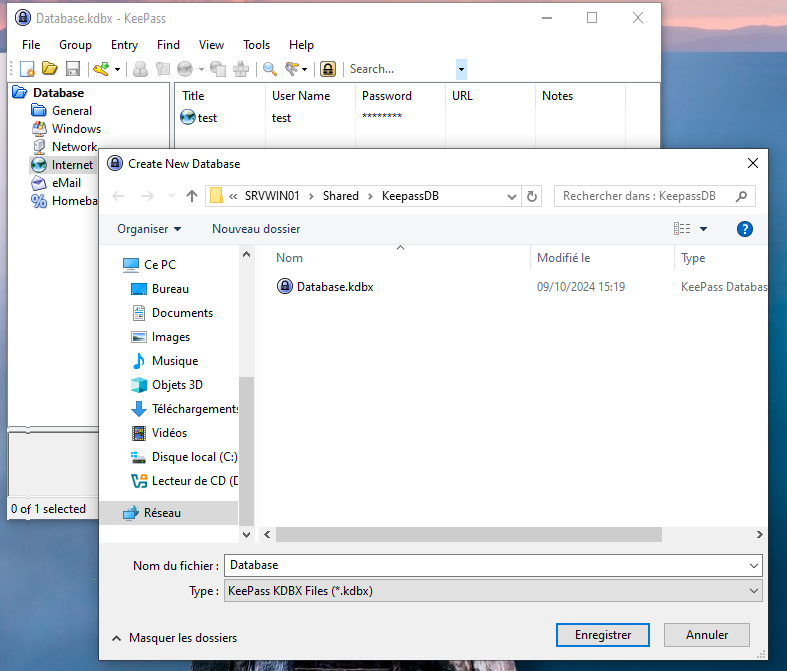 Database.kdbx - KeePass
File Group Entry Find View Tools Help
Search...
Database
General
Windows
Network
Internet
eMail
Homeba
Title User Name Password URL Notes
test test ********
0 of 1 selected
Create New Database
« SRVWIN01 › Shared › KeepassDB
Rechercher dans : KeepassDB
Organiser Nouveau dossier
?
Ce PC
Bureau
Documents
Images
Musique
Objets 3D
Téléchargements
Vidéos
Disque local (C:)
Lecteur de CD (D
Réseau
Nom Modifié le Type
Database.kdbx 09/10/2024 15:19 KeePass Databas
Nom du fichier : Database
Type : KeePass KDBX Files (*.kdbx)
Masquer les dossiers
Enregistrer Annuler